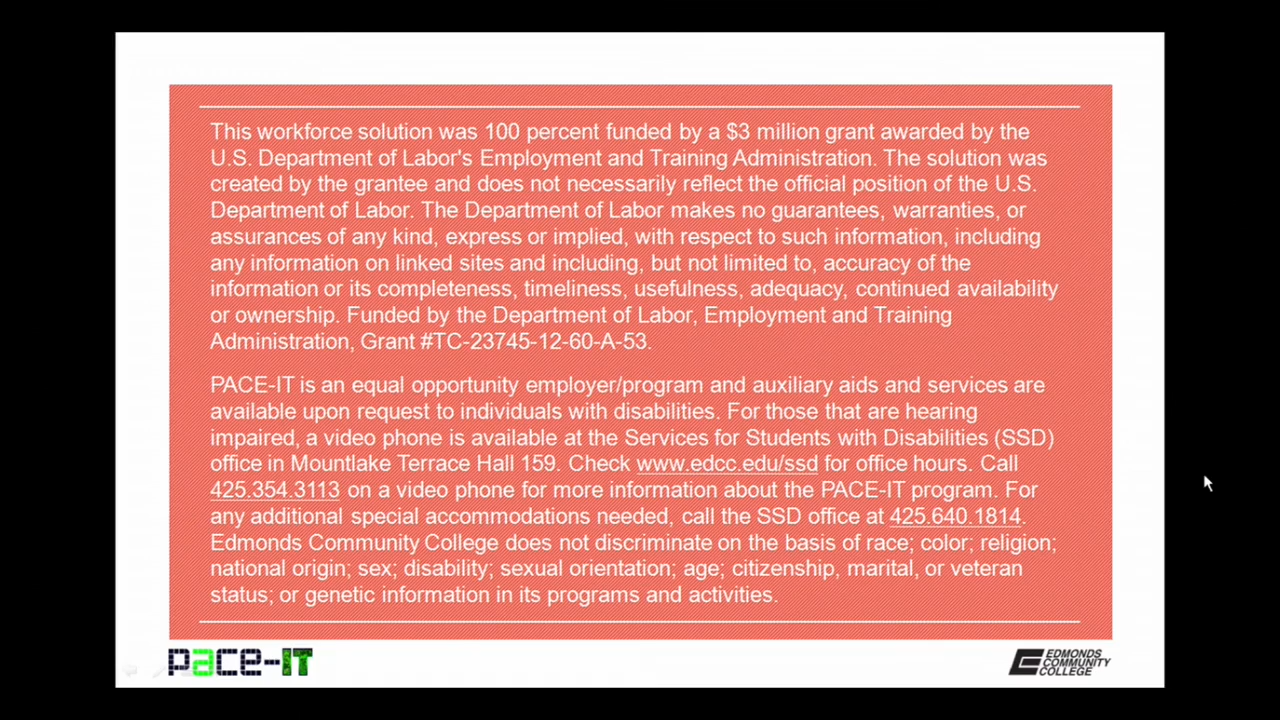 This workforce solution was 100 percent funded by a $3 million grant awarded by the
U.S. Department of Labor's Employment and Training Administration. The solution was
created by the grantee and does not necessarily reflect the official position of the U.S.
Department of Labor. The Department of Labor makes no guarantees, warranties, or
assurances of any kind, express or implied, with respect to such information, including
any information on linked sites and including, but not limited to, accuracy of the
information or its completeness, timeliness, usefulness, adequacy, continued availability
or ownership. Funded by the Department of Labor, Employment and Training
Administration, Grant #TC-23745-12-60-A-53.
PACE-IT is an equal opportunity employer/program and auxiliary aids and services are
available upon request to individuals with disabilities. For those that are hearing
impaired, a video phone is available at the Services for Students with Disabilities (SSD)
office in Mountlake Terrace Hall 159. Check www.edcc.edu/ssd for office hours. Call
425.354.3113 on a video phone for more information about the PACE-IT program. For
any additional special accommodations needed, call the SSD office at 425.640.1814.
Edmonds Community College does not discriminate on the basis of race; color; religion;
national origin; sex; disability; sexual orientation; age; citizenship, marital, or veteran
status; or genetic information in its programs and activities.
pace-IT
EDMONDS
COMMUNITY
COLLEGE